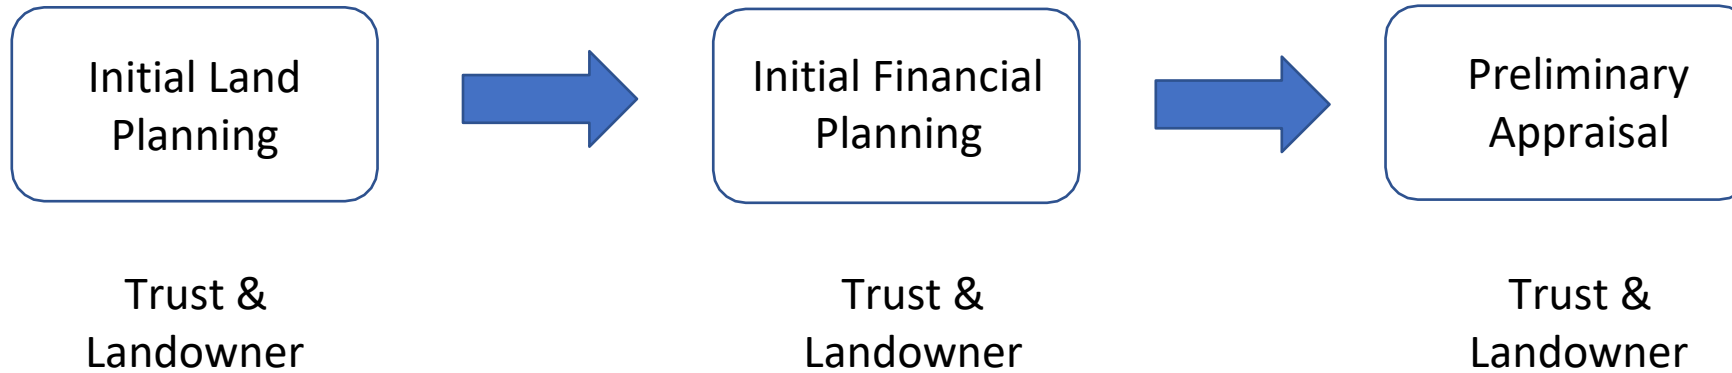 Initial Land
Planning
Initial Financial
Planning
Preliminary
Appraisal
Trust &
Landowner
Trust &
Landowner
Trust &
Landowner